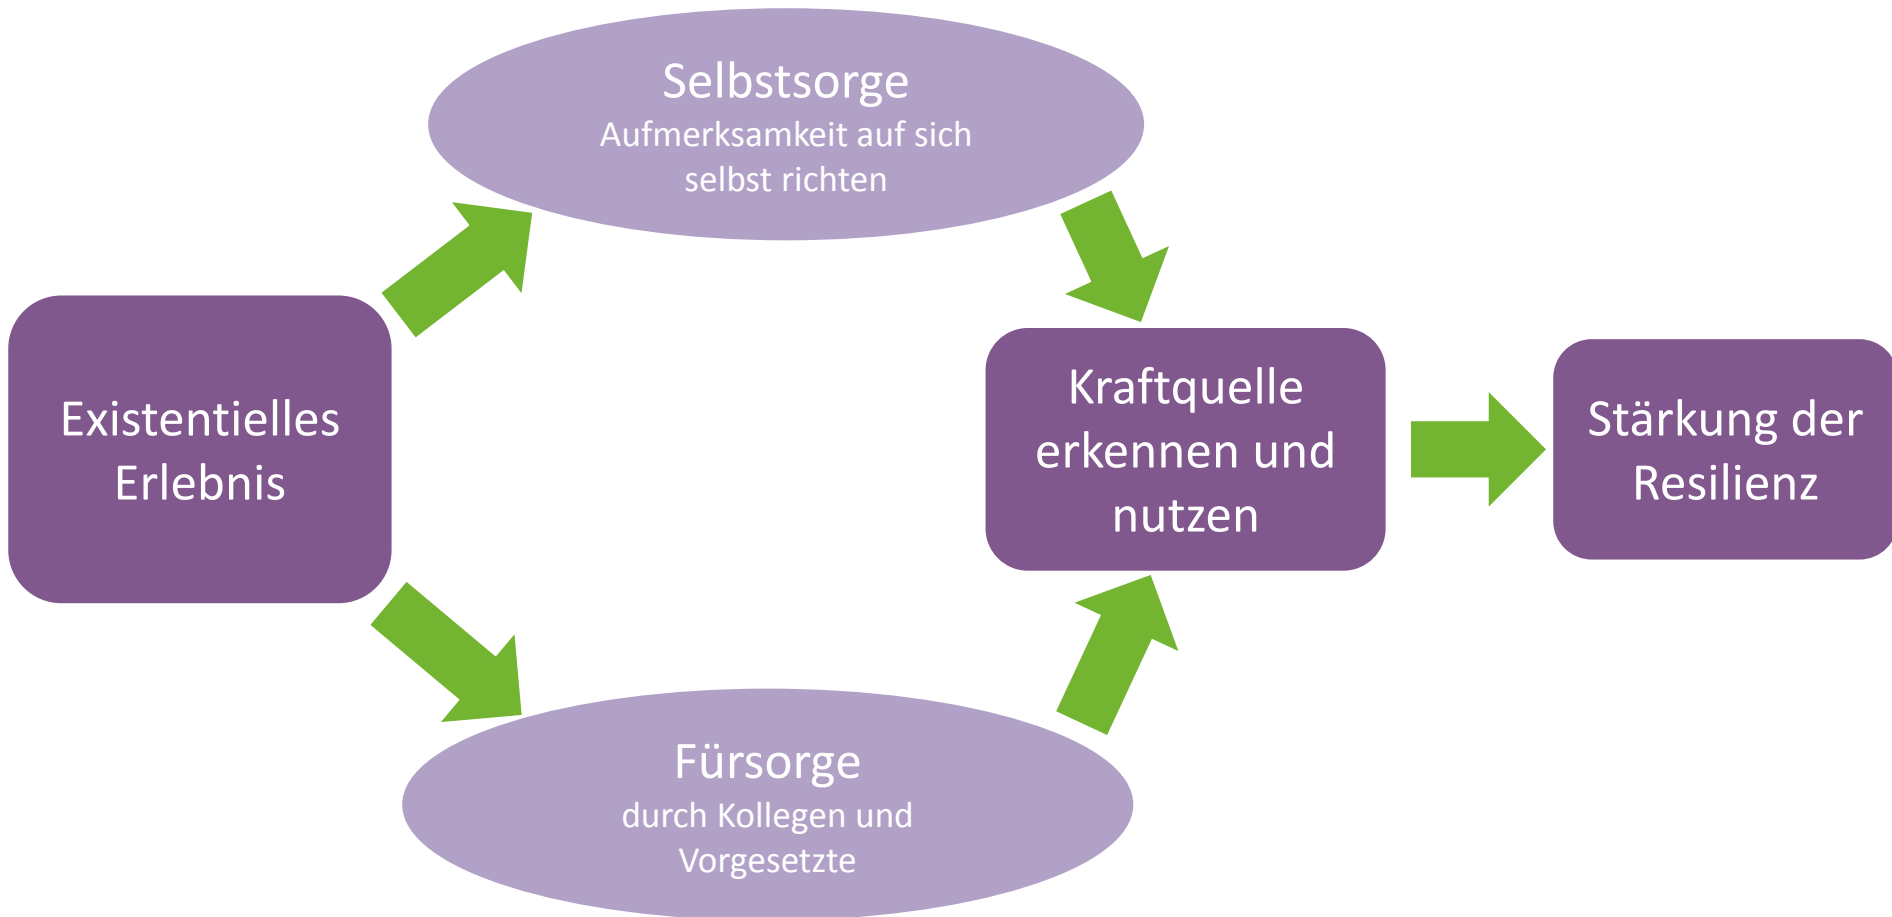 Selbstsorge
Aufmerksamkeit auf sich
selbst richten
Existentielles
Erlebnis
Kraftquelle
erkennen und
nutzen
Stärkung der
Resilienz
Fürsorge
durch Kollegen und
Vorgesetzte